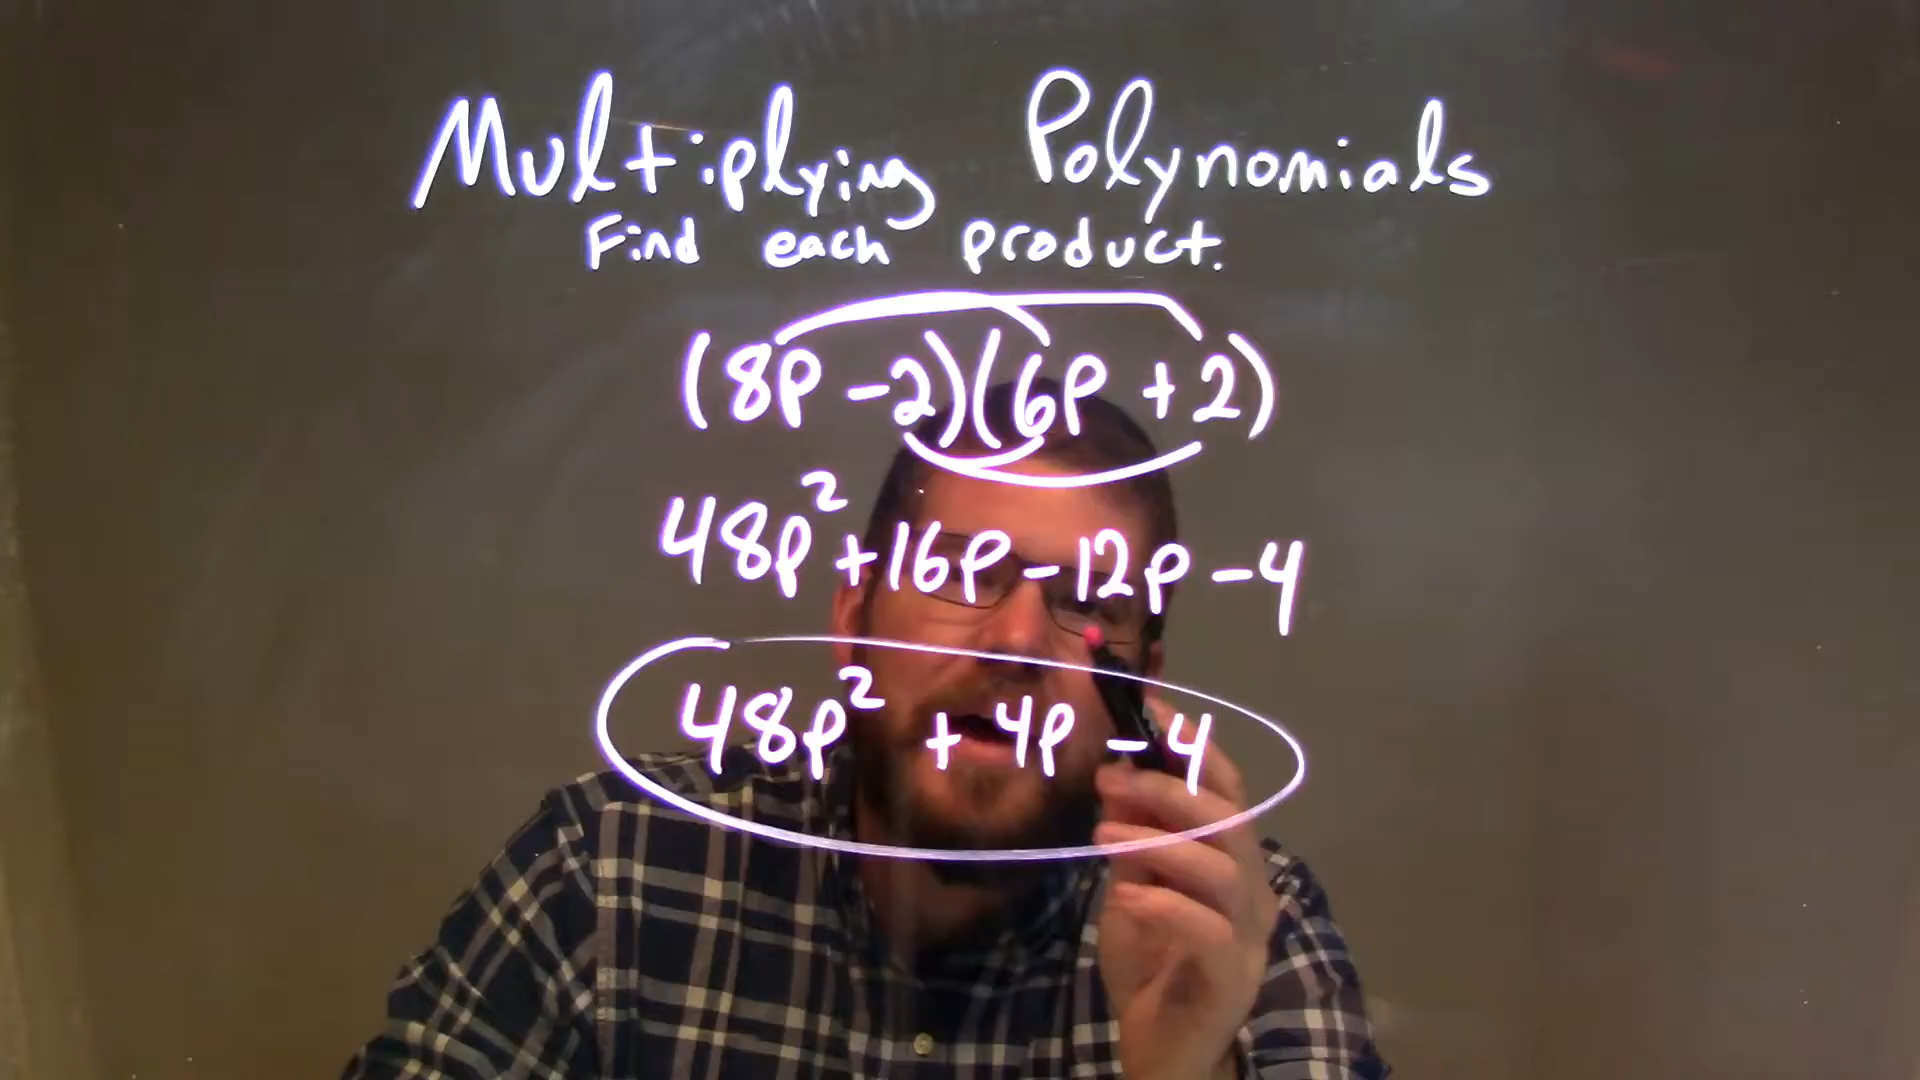 Multiplying Polynomials
Find each product.
(8p - 2)(6p + 2)
48p² + 16p - 12p - 4
48p² + 4p - 4